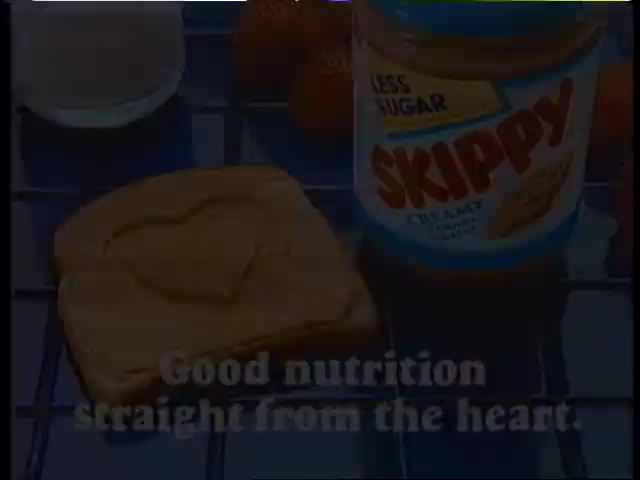 LESS
SUGAR
SKIPPY
CREAMY
Good nutrition
straight from the heart.